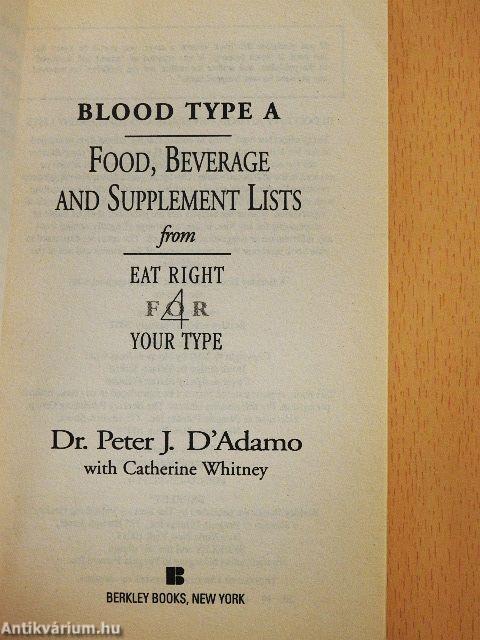 BLOOD TYPE A
FOOD, BEVERAGE
AND SUPPLEMENT LISTS
from
EAT RIGHT
FOR
4
YOUR TYPE
Dr. Peter J. D'Adamo
with Catherine Whitney
B
BERKLEY BOOKS, NEW YORK
Antikvárium.hu